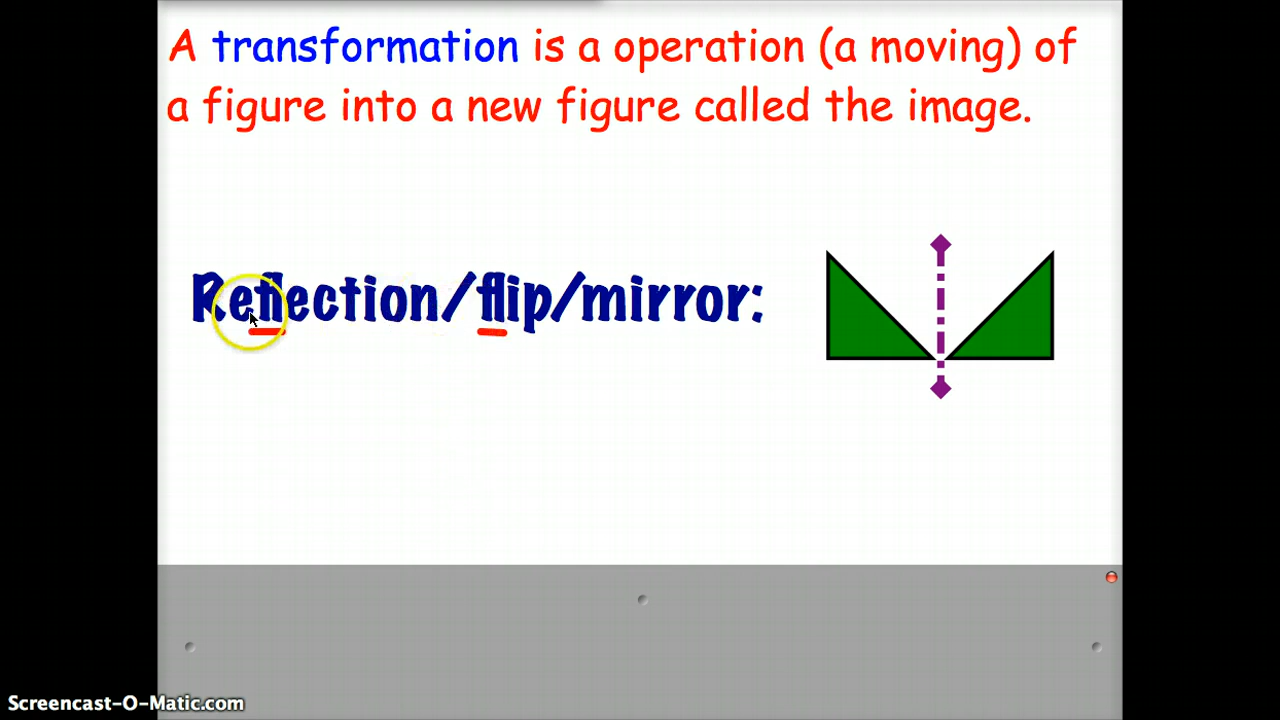 A transformation is a operation (a moving) of
a figure into a new figure called the image.
Reflection/flip/mirror:
Screencast-O-Matic.com